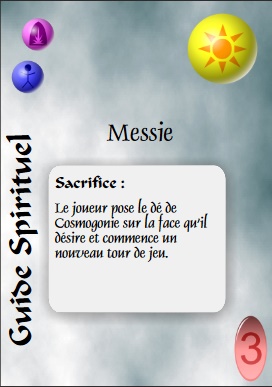 Messie
Guide Spirituel
Sacrifice :
Le joueur pose le dé de
Cosmogonie sur la face qu'il
désire et commence un
nouveau tour de jeu.
3